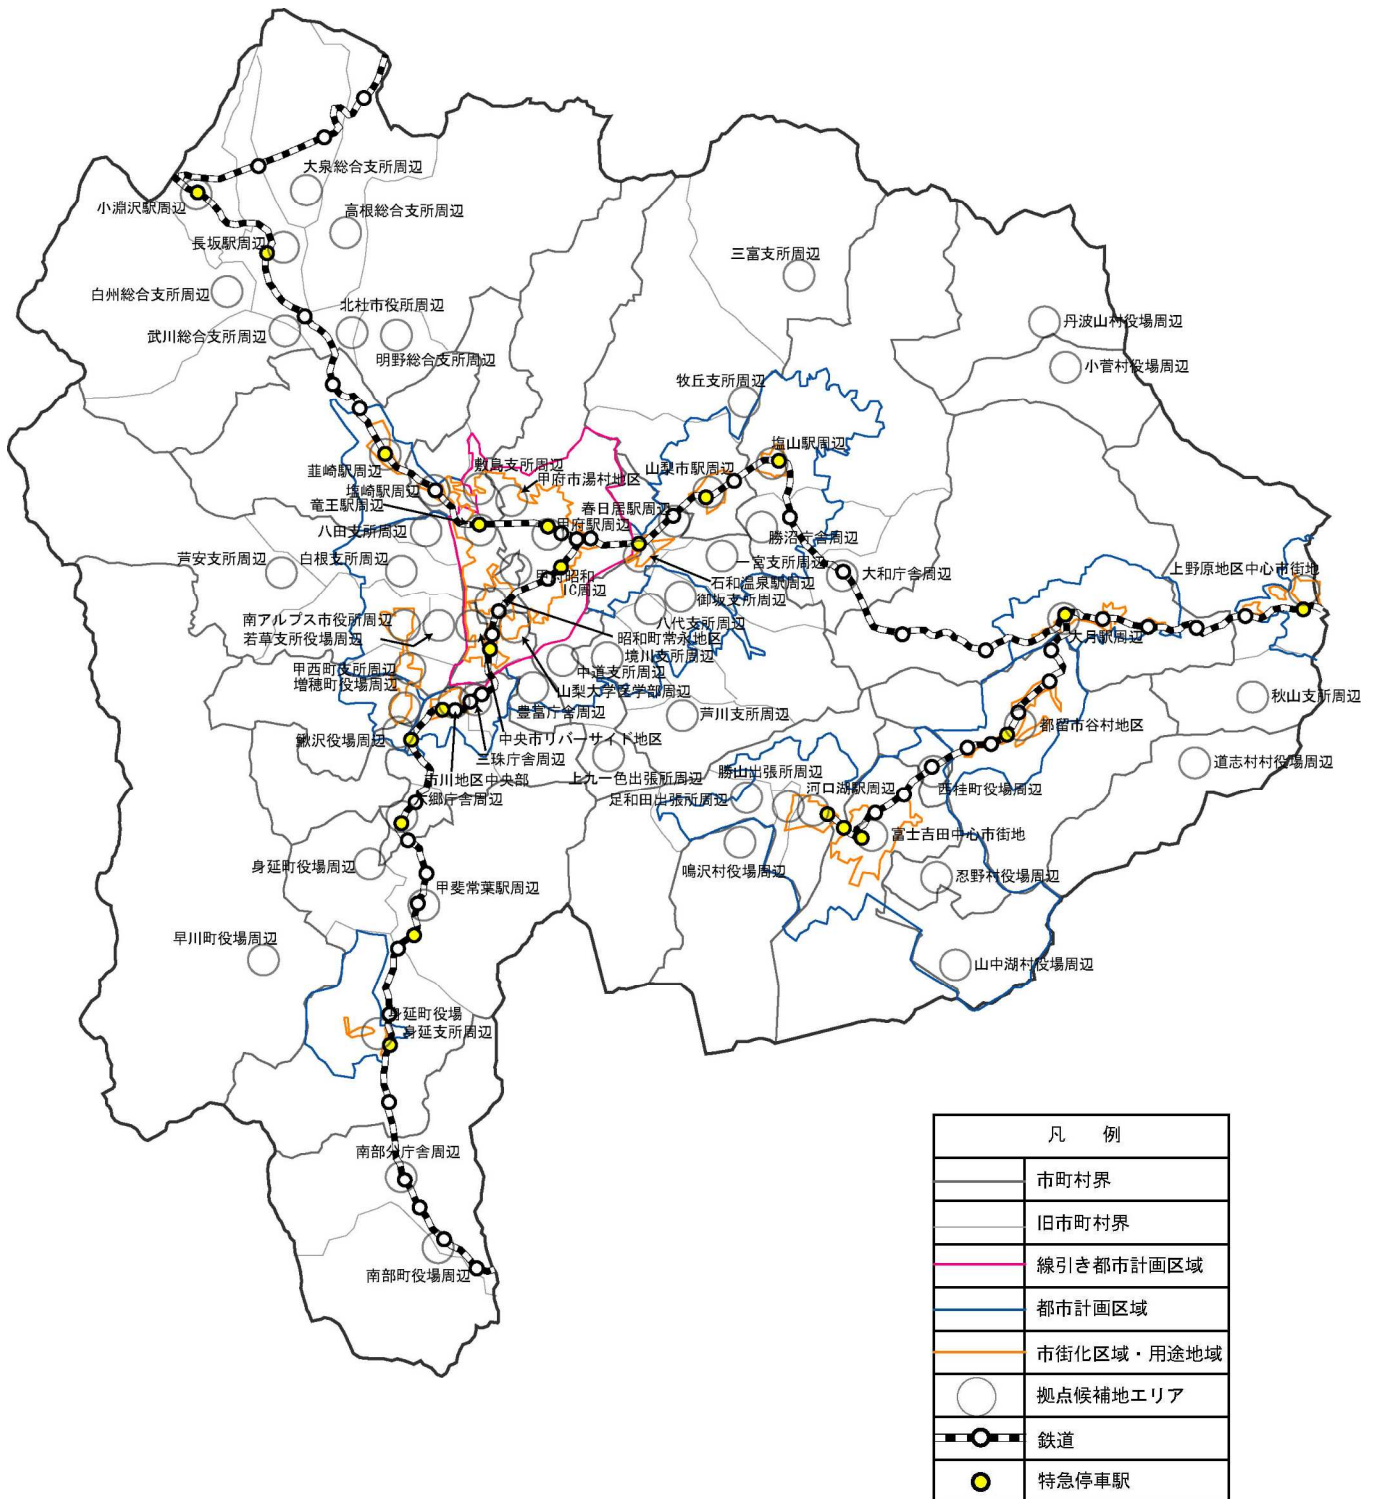 大泉総合支所周辺
小淵沢駅周辺
高根総合支所周辺
長坂駅周辺
三富支所周辺
白州総合支所周辺
北杜市役所周辺
丹波山村役場周辺
武川総合支所周辺
明野総合支所周辺
小菅村役場周辺
牧丘支所周辺
塩山駅周辺
敷島支所周辺
山梨市駅周辺
韮崎駅周辺
甲府市湯村地区
塩崎駅周辺
竜王駅周辺
春日居駅周辺
甲府駅周辺
八田支所周辺
勝沼庁舎周辺
芦安支所周辺
白根支所周辺
一宮支所周辺
大和庁舎周辺
上野原地区中心市街地
甲府昭和
IC周辺
石和温泉駅周辺
御坂支所周辺
南アルプス市役所周辺
八代支所周辺
若草支所役場周辺
昭和町常永地区
大月駅周辺
境川支所周辺
甲西町支所周辺
中道支所周辺
増穂町役場周辺
山梨大学医学部周辺
秋山支所周辺
豊富庁舎周辺
芦川支所周辺
都留市谷村地区
鰍沢役場周辺
中央市リバーサイド地区
三珠庁舎周辺
道志村村役場周辺
市川地区中央部
上九一色出張所周辺
勝山出張所周辺
河口湖駅周辺
西桂町役場周辺
六郷庁舎周辺
足和田出張所周辺
富士吉田中心市街地
身延町役場周辺
鳴沢村役場周辺
忍野村役場周辺
甲斐常葉駅周辺
早川町役場周辺
山中湖村役場周辺
身延町役場
身延支所周辺
南部分庁舎周辺
南部町役場周辺
凡　例
市町村界
旧市町村界
線引き都市計画区域
都市計画区域
市街化区域・用途地域
拠点候補地エリア
鉄道
特急停車駅